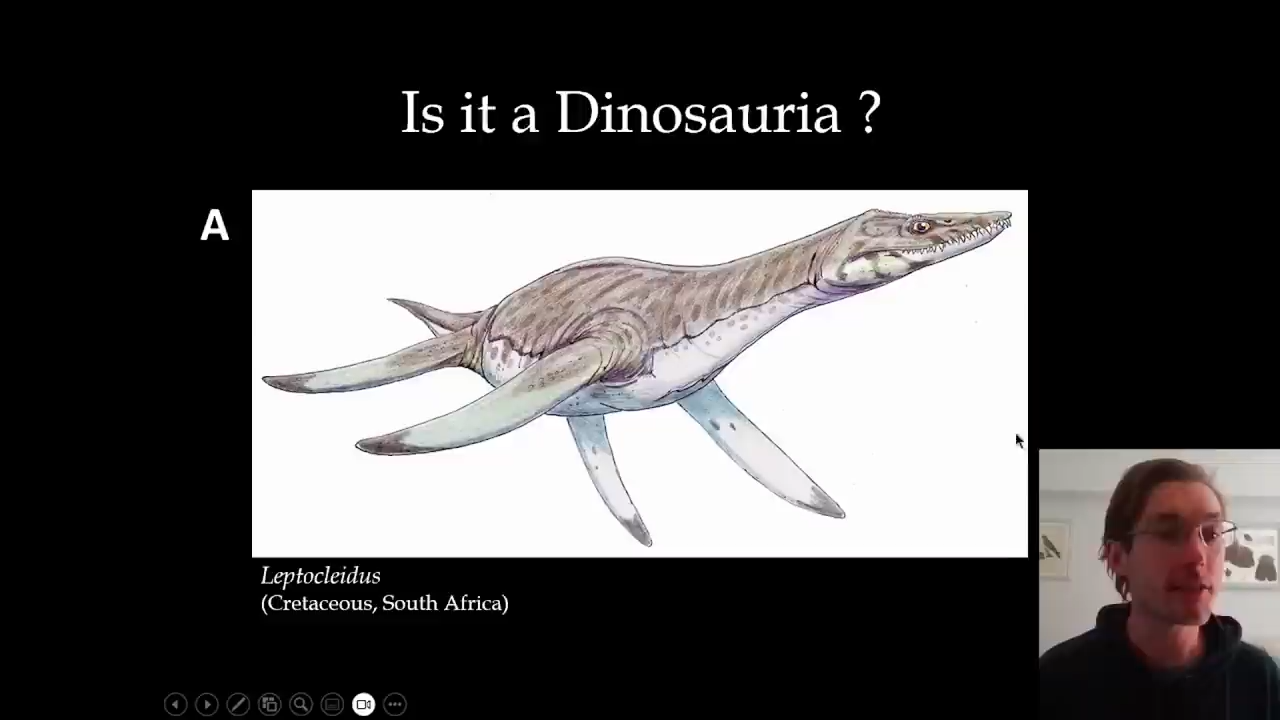 Is it a Dinosauria ?
A
Leptocleidus
(Cretaceous, South Africa)